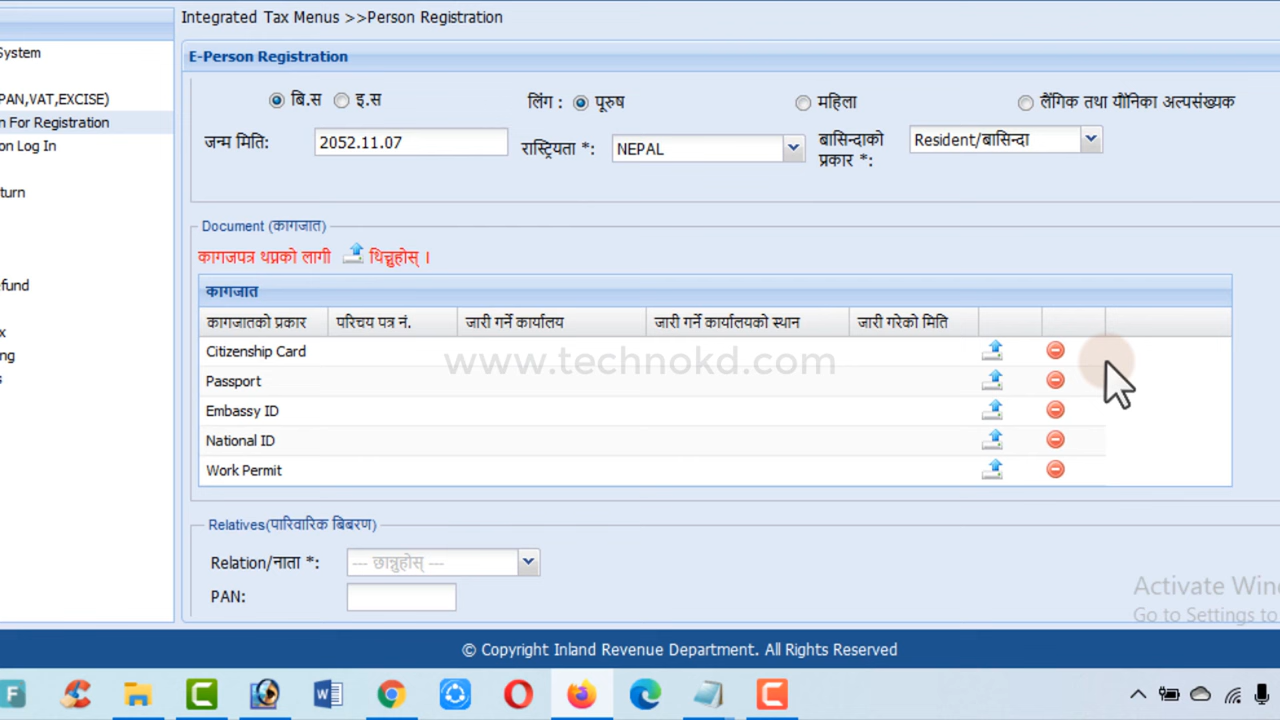 Integrated Tax Menus >>Person Registration
System
PAN,VAT,EXCISE)
n For Registration
on Log In
turn
fund
x
ng
s
E-Person Registration
बि.स इ.स लिंग : पूरुष महिला लैंगिक तथा यौंनिका अल्पसंख्यक
जन्म मिति: 2052.11.07 रास्ट्रियता *: NEPAL बासिन्दाको प्रकार *: Resident/बासिन्दा
Document (कागजात)
कागजपत्र थप्नको लागी थिच्नुहोस् ।
कागजात
कागजातको प्रकार परिचय पत्र नं. जारी गर्ने कार्यालय जारी गर्ने कार्यालयको स्थान जारी गरेको मिति
Citizenship Card
www.technokd.com
Passport
Embassy ID
National ID
Work Permit
Relatives(पारिवारिक बिबरण)
Relation/नाता *: --- छान्नुहोस् ---
PAN:
Activate Win
Go to Settings to
© Copyright Inland Revenue Department. All Rights Reserved